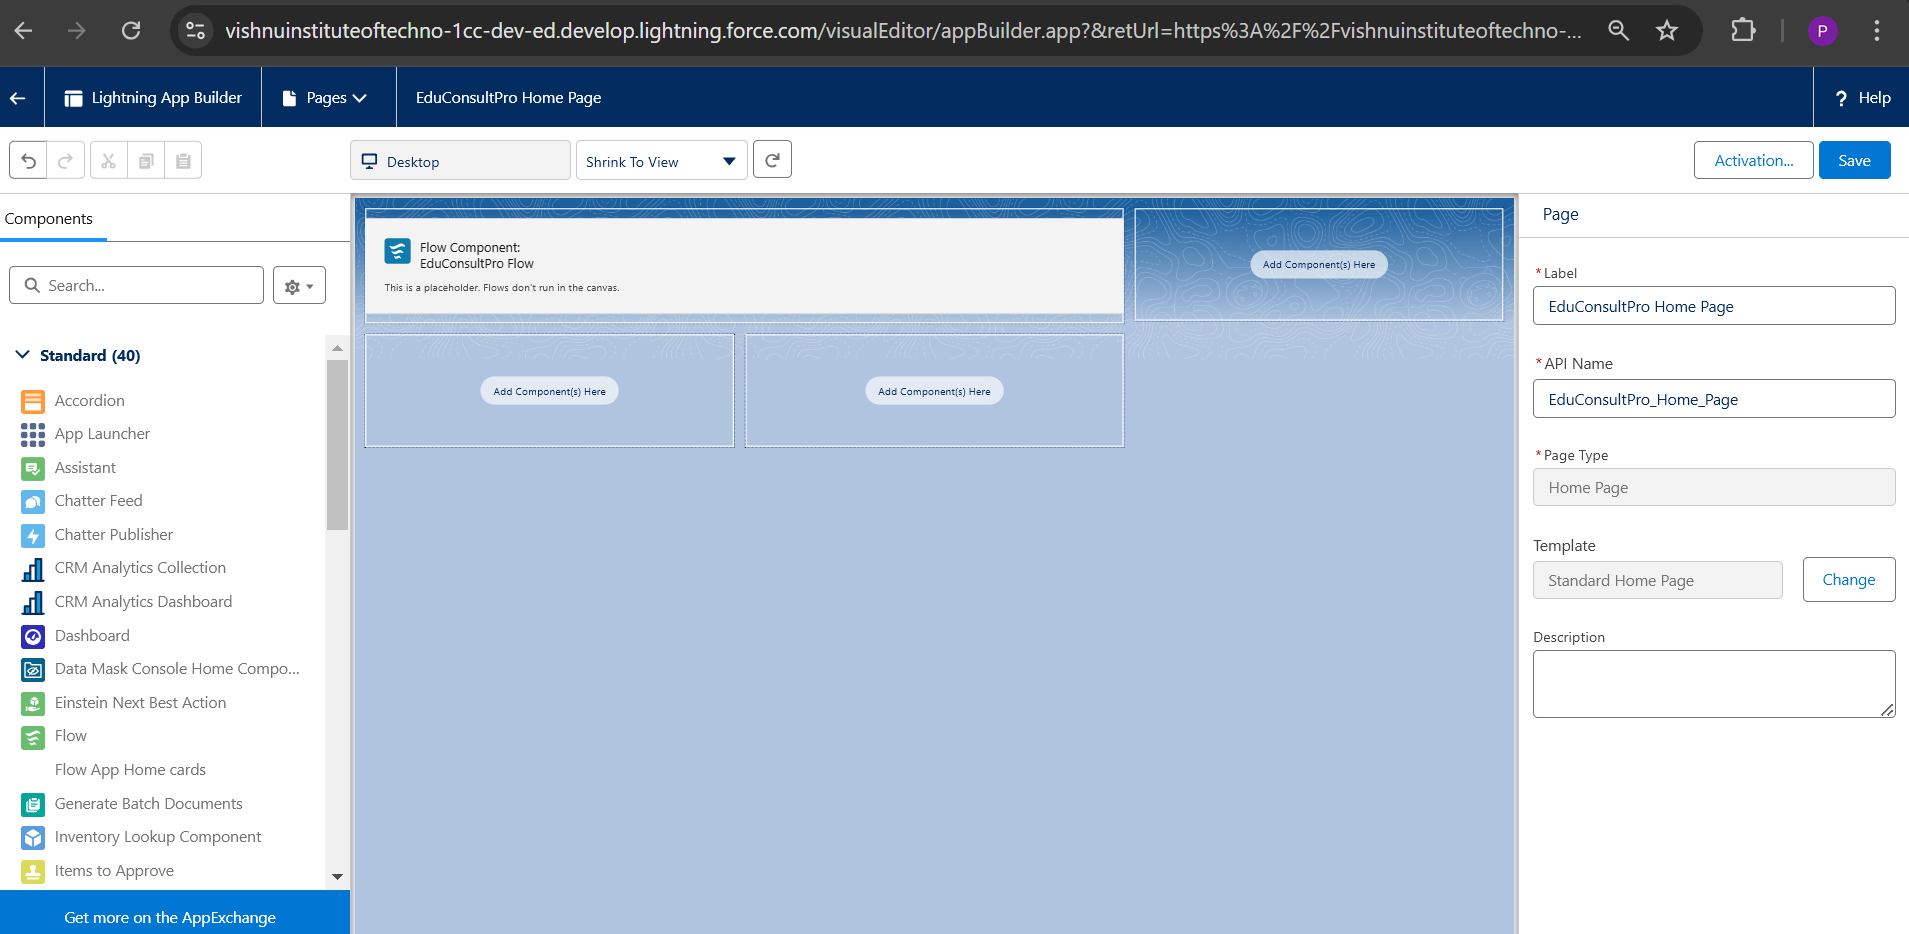 vishnuinstituteoftechno-1cc-dev-ed.develop.lightning.force.com/visualEditor/appBuilder.app?&retUrl=https%3A%2F%2Fvishnuinstituteoftechno-...
P
Lightning App Builder
Pages
EduConsultPro Home Page
? Help
Desktop
Shrink To View
Activation...
Save
Components
Search...
Standard (40)
Accordion
App Launcher
Assistant
Chatter Feed
Chatter Publisher
CRM Analytics Collection
CRM Analytics Dashboard
Dashboard
Data Mask Console Home Compo...
Einstein Next Best Action
Flow
Flow App Home cards
Generate Batch Documents
Inventory Lookup Component
Items to Approve
Get more on the AppExchange
Flow Component:
EduConsultPro Flow
This is a placeholder. Flows don't run in the canvas.
Add Component(s) Here
Add Component(s) Here
Add Component(s) Here
Page
*Label
EduConsultPro Home Page
*API Name
EduConsultPro_Home_Page
*Page Type
Home Page
Template
Standard Home Page
Change
Description